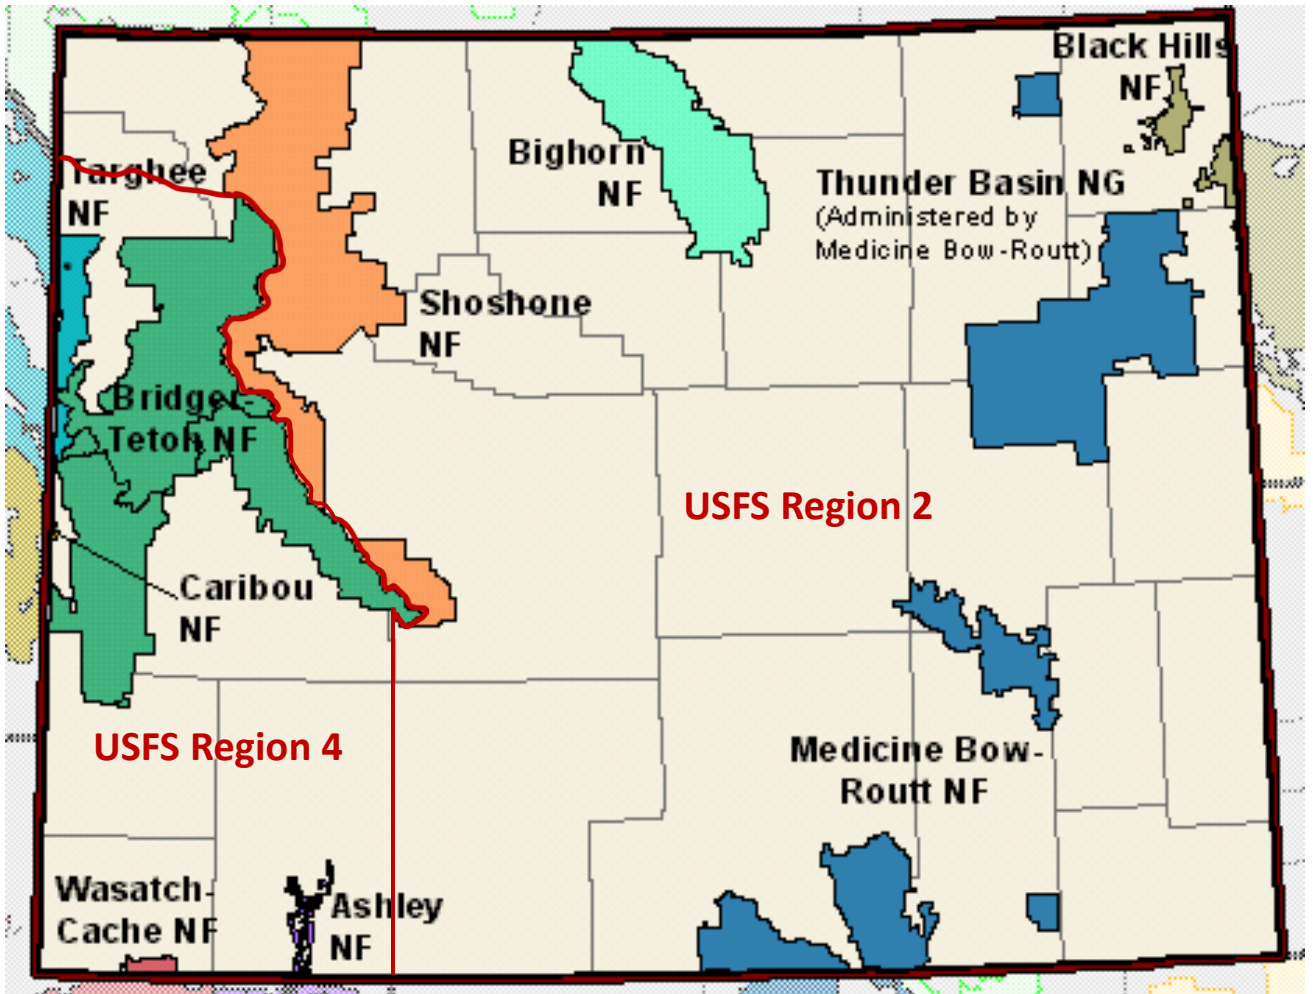 Black Hills
NF
Bighorn
NF
Targhee
NF
Thunder Basin NG
(Administered by
Medicine Bow-Routt)
Shoshone
NF
Bridger-
Teton NF
USFS Region 2
Caribou
NF
USFS Region 4
Medicine Bow-
Routt NF
Wasatch-
Cache NF
Ashley
NF